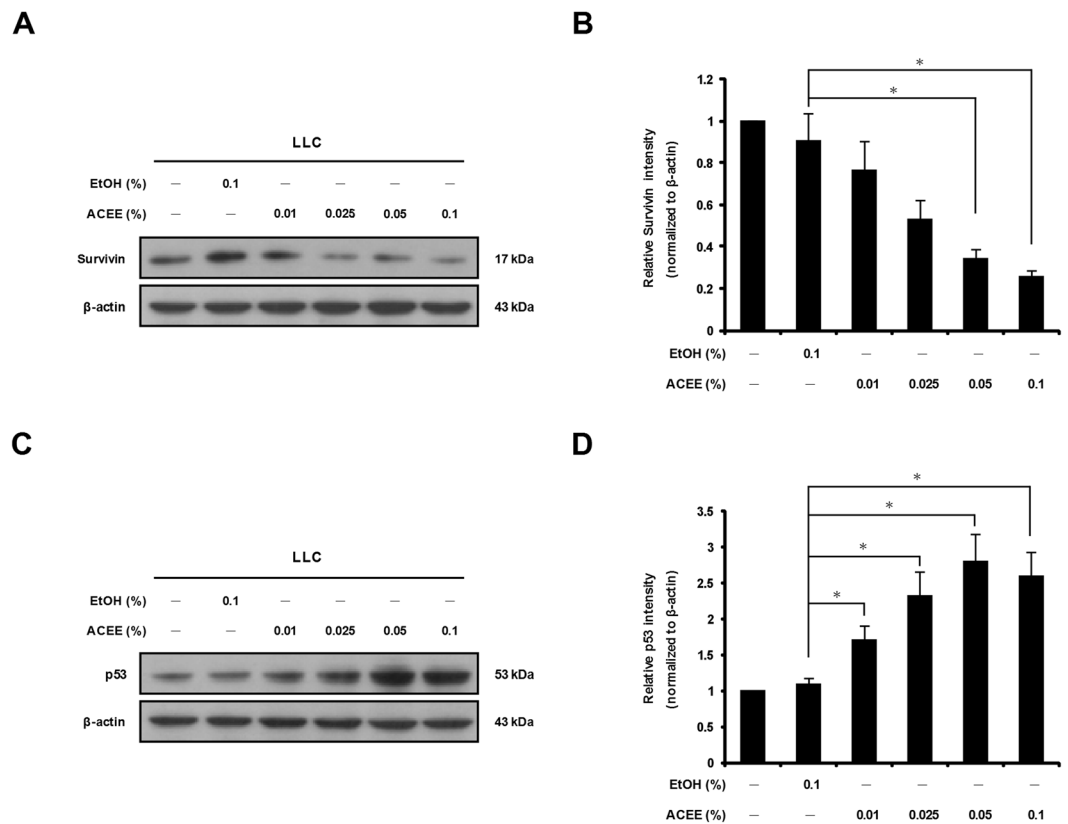 A
LLC
EtOH (%) — 0.1 — — — —
ACEE (%) — — 0.01 0.025 0.05 0.1
Survivin 17 kDa
β-actin 43 kDa
B
Relative Survivin intensity
(normalized to β-actin)
1.2
1
0.8
0.6
0.4
0.2
0
* 
*
EtOH (%) — 0.1 — — — —
ACEE (%) — — 0.01 0.025 0.05 0.1
C
LLC
EtOH (%) — 0.1 — — — —
ACEE (%) — — 0.01 0.025 0.05 0.1
p53 53 kDa
β-actin 43 kDa
D
Relative p53 intensity
(normalized to β-actin)
3.5
3
2.5
2
1.5
1
0.5
0
*
*
*
*
EtOH (%) — 0.1 — — — —
ACEE (%) — — 0.01 0.025 0.05 0.1